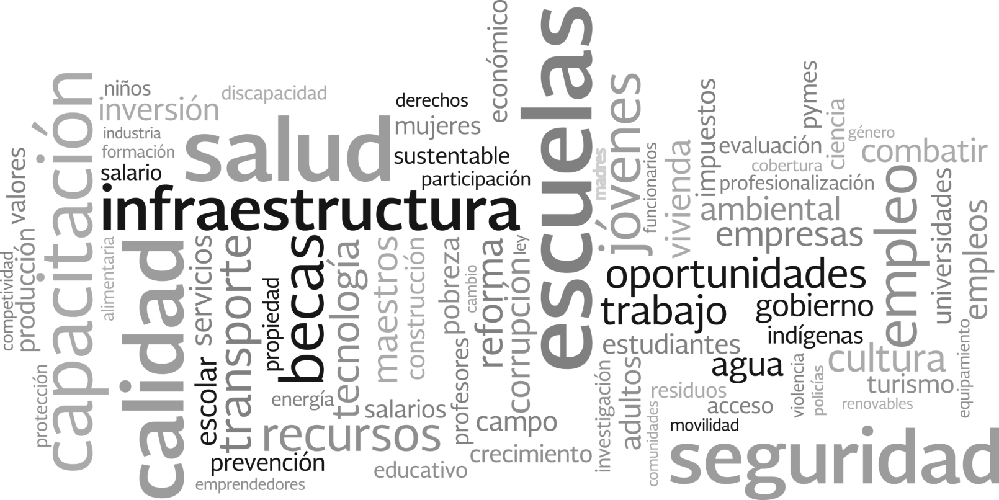 económico
escuelas
niños
discapacidad
derechos
inversión
mujeres
industria
formación
salud
sustentable
salario
participación
infraestructura
capacitación
valores
producción
competividad
protección
alimentaria
calidad
servicios
escolar
transporte
propiedad
becas
tecnología
maestros
construcción
pobreza
cambio
reforma
ley
corrupción
profesores
energía
salarios
recursos
campo
prevención
crecimiento
educativo
emprendedores
jóvenes
madres
funcionarios
vivienda
impuestos
pymes
ciencia
género
evaluación
combatir
cobertura
profesionalización
ambiental
empresas
empleo
universidades
empleos
oportunidades
trabajo
gobierno
indígenas
estudiantes
agua
cultura
violencia
policías
turismo
equipamiento
investigación
adultos
residuos
acceso
renovables
comunidades
movilidad
seguridad